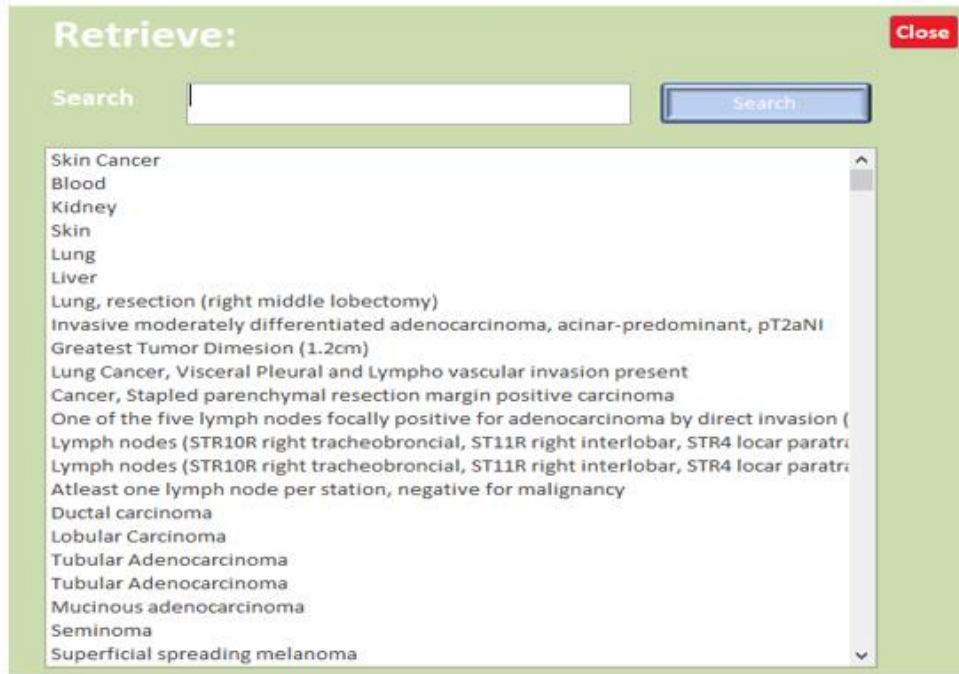 Retrieve:
Close
Search
Search
Skin Cancer
Blood
Kidney
Skin
Lung
Liver
Lung, resection (right middle lobectomy)
Invasive moderately differentiated adenocarcinoma, acinar-predominant, pT2aNI
Greatest Tumor Dimesion (1.2cm)
Lung Cancer, Visceral Pleural and Lympho vascular invasion present
Cancer, Stapled parenchymal resection margin positive carcinoma
One of the five lymph nodes focally positive for adenocarcinoma by direct invasion (
Lymph nodes (STR10R right tracheobroncial, ST11R right interlobar, STR4 locar paratra
Lymph nodes (STR10R right tracheobroncial, ST11R right interlobar, STR4 locar paratra
Atleast one lymph node per station, negative for malignancy
Ductal carcinoma
Lobular Carcinoma
Tubular Adenocarcinoma
Tubular Adenocarcinoma
Mucinous adenocarcinoma
Seminoma
Superficial spreading melanoma